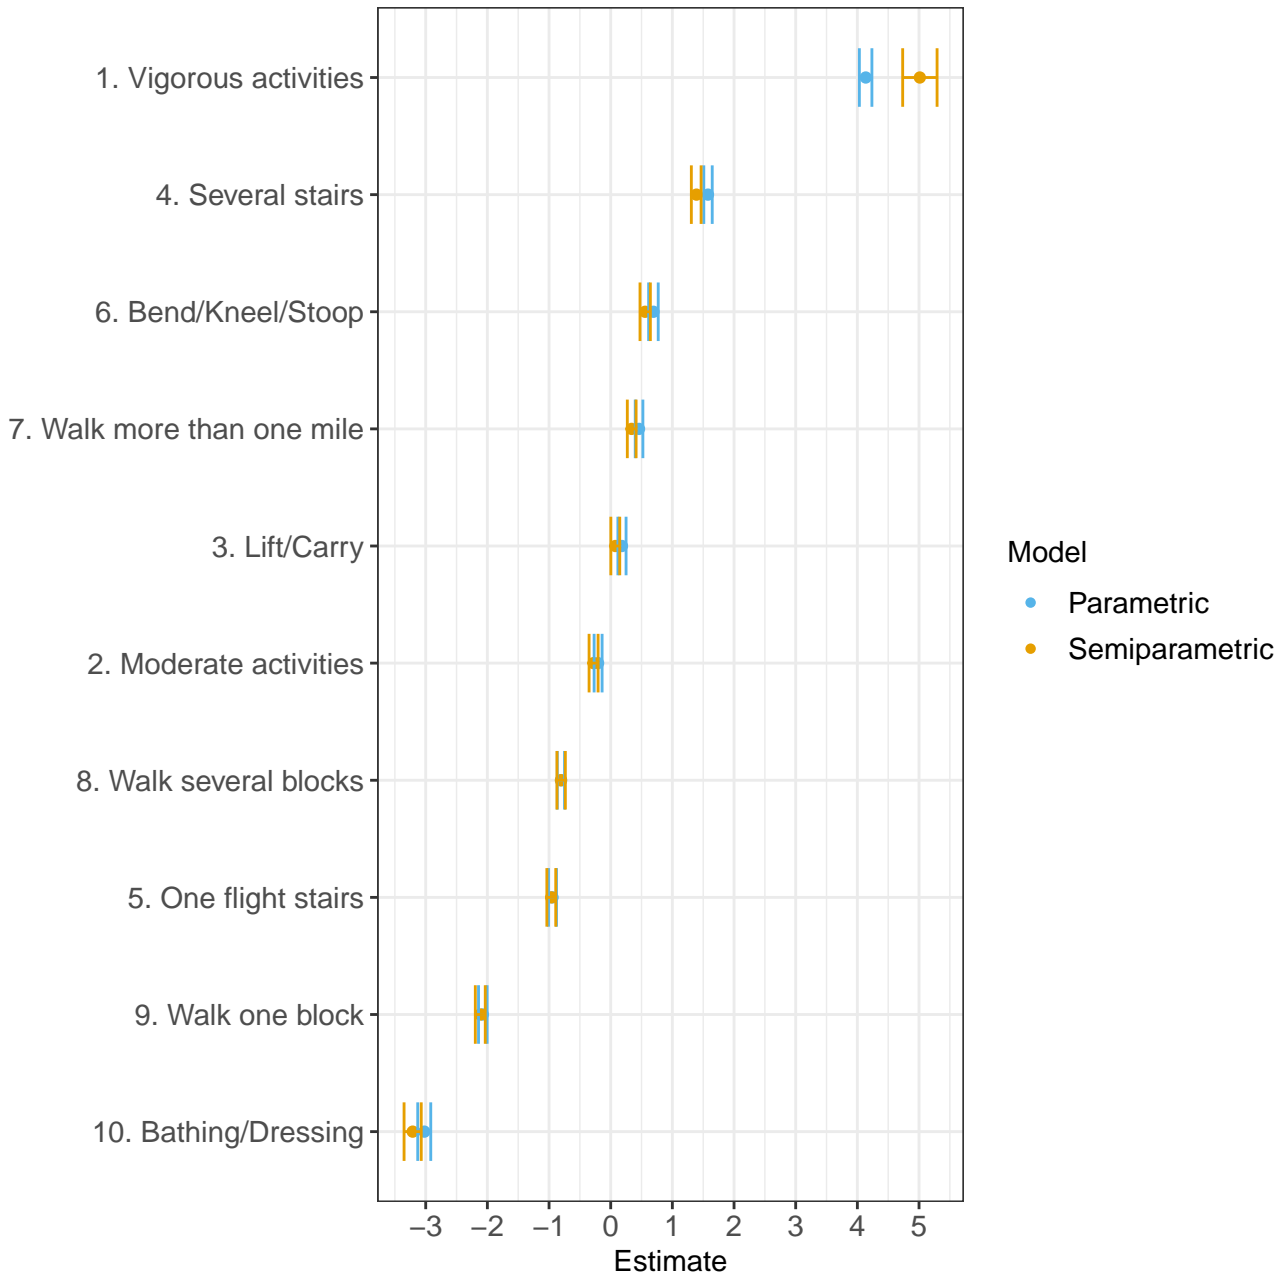 1. Vigorous activities
4. Several stairs
6. Bend/Kneel/Stoop
7. Walk more than one mile
3. Lift/Carry
2. Moderate activities
8. Walk several blocks
5. One flight stairs
9. Walk one block
10. Bathing/Dressing
−3 −2 −1 0 1 2 3 4 5
Estimate
Model
Parametric
Semiparametric